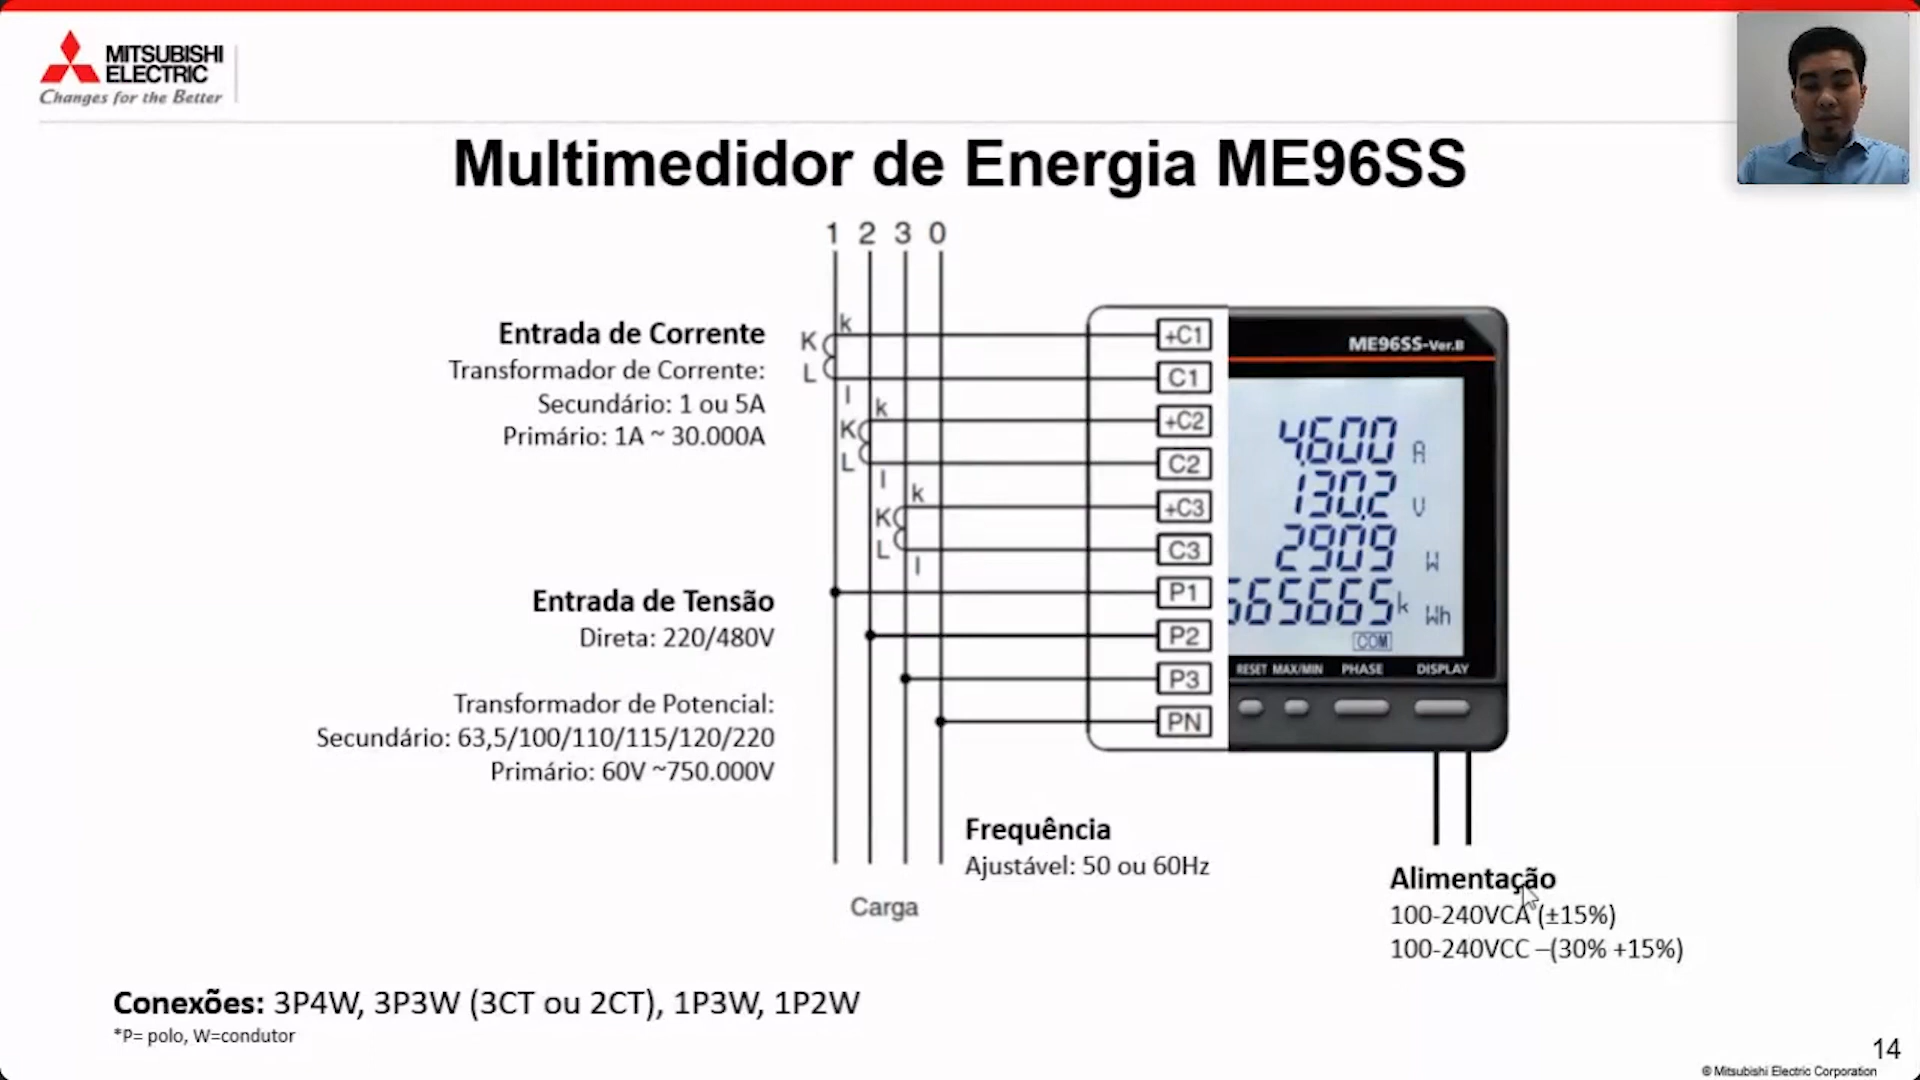 MITSUBISHI
ELECTRIC
Changes for the Better
Multimedidor de Energia ME96SS
1 2 3 0
Entrada de Corrente
Transformador de Corrente:
Secundário: 1 ou 5A
Primário: 1A ~ 30.000A
K k
L l
K k
L l
K k
L l
+C1
C1
+C2
C2
+C3
C3
P1
P2
P3
PN
ME96SS-Ver.B
4,600 A
130.2 V
2909 W
565665k Wh
COM
RESET MAX/MIN PHASE DISPLAY
Entrada de Tensão
Direta: 220/480V
Transformador de Potencial:
Secundário: 63,5/100/110/115/120/220
Primário: 60V ~750.000V
Frequência
Ajustável: 50 ou 60Hz
Carga
Alimentação
100-240VCA (±15%)
100-240VCC –(30% +15%)
Conexões: 3P4W, 3P3W (3CT ou 2CT), 1P3W, 1P2W
*P= polo, W=condutor
14
© Mitsubishi Electric Corporation